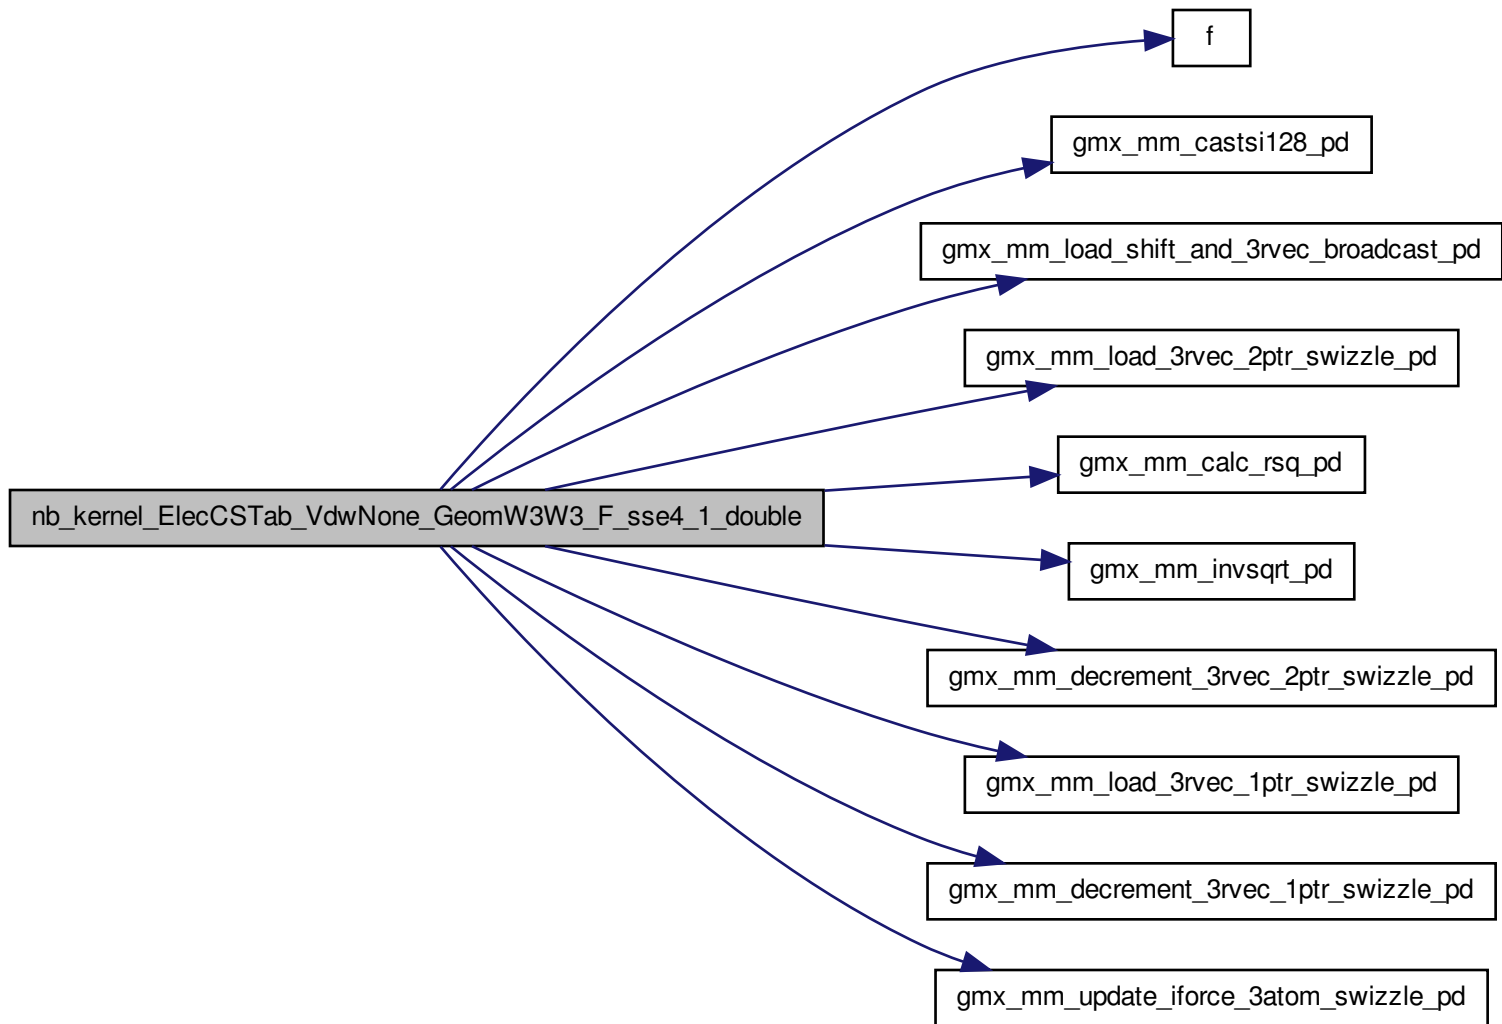 f
gmx_mm_castsi128_pd
gmx_mm_load_shift_and_3rvec_broadcast_pd
gmx_mm_load_3rvec_2ptr_swizzle_pd
gmx_mm_calc_rsq_pd
nb_kernel_ElecCSTab_VdwNone_GeomW3W3_F_sse4_1_double
gmx_mm_invsqrt_pd
gmx_mm_decrement_3rvec_2ptr_swizzle_pd
gmx_mm_load_3rvec_1ptr_swizzle_pd
gmx_mm_decrement_3rvec_1ptr_swizzle_pd
gmx_mm_update_iforce_3atom_swizzle_pd